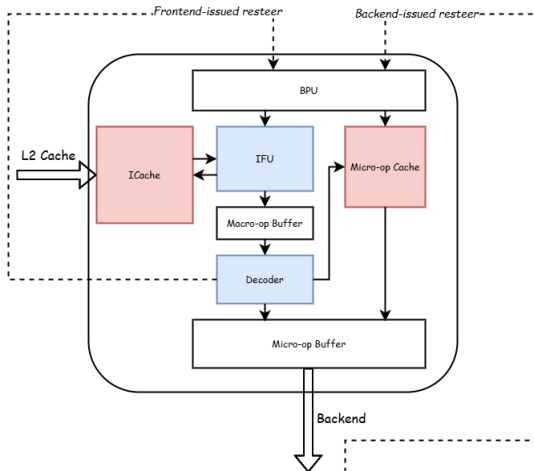 Frontend-issued resteer
Backend-issued resteer
BPU
L2 Cache
ICache
IFU
Micro-op Cache
Macro-op Buffer
Decoder
Micro-op Buffer
Backend